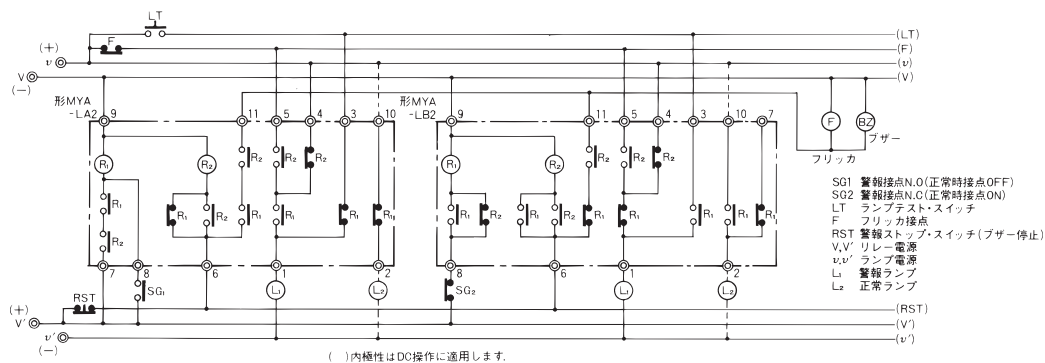 LT
(LT)
(+)
F
(F)
υ
(υ)
V
(V)
(−)
形MYA
-LA2
9
11
5
4
3
10
形MYA
-LB2
9
11
5
4
3
10
7
F
BZ
ブザー
フリッカ
R₁
R₂
R₂
R₂
R₂
R₁
R₂
R₂
R₂
R₂
R₁
R₁
R₂
R₁
R₁
R₁
R₁
R₁
R₁
R₁
R₂
R₁
R₁
R₁
R₁
R₂
7
8
6
1
2
8
6
1
2
SG₁
L₁
L₂
SG₂
L₁
L₂
RST
(RST)
(+)
V′
(V′)
υ′
(υ′)
(−)
SG1 警報接点N.O(正常時接点OFF)
SG2 警報接点N.C(正常時接点ON)
LT ランプテスト・スイッチ
F フリッカ接点
RST 警報ストップ・スイッチ(ブザー停止)
V,V′ リレー電源
υ,υ′ ランプ電源
L₁ 警報ランプ
L₂ 正常ランプ
( )内極性はDC操作に適用します.